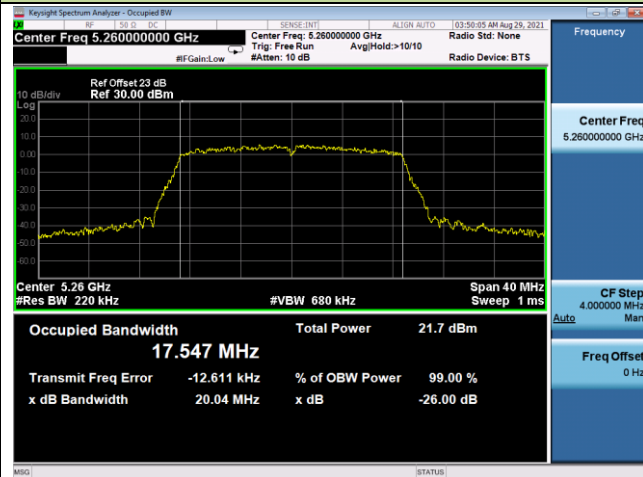 Keysight Spectrum Analyzer - Occupied BW
RF 50 Ω DC SENSE:INT ALIGN AUTO 03:50:05 AM Aug 29, 2021
Center Freq 5.260000000 GHz
Center Freq: 5.260000000 GHz Radio Std: None
Trig: Free Run Avg|Hold:>10/10
#IFGain:Low #Atten: 10 dB Radio Device: BTS
Frequency
Ref Offset 23 dB
10 dB/div Ref 30.00 dBm
Log
20.0
10.0
0.00
-10.0
-20.0
-30.0
-40.0
-50.0
-60.0
Center 5.26 GHz Span 40 MHz
#Res BW 220 kHz #VBW 680 kHz Sweep 1 ms
Center Freq
5.260000000 GHz
CF Step
4.000000 MHz
Auto Man
Freq Offset
0 Hz
Occupied Bandwidth Total Power 21.7 dBm
17.547 MHz
Transmit Freq Error -12.611 kHz % of OBW Power 99.00 %
x dB Bandwidth 20.04 MHz x dB -26.00 dB
MSG STATUS